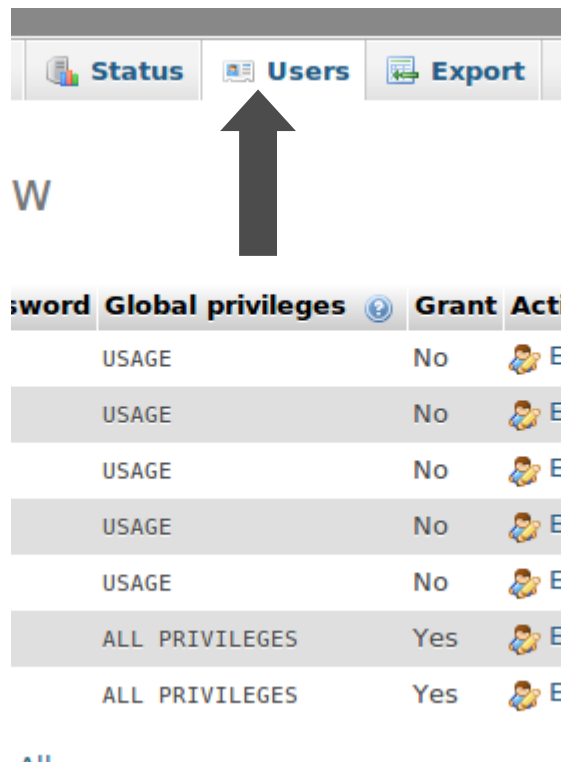 Status Users Export
w
sword Global privileges Grant Acti
USAGE No E
USAGE No E
USAGE No E
USAGE No E
USAGE No E
ALL PRIVILEGES Yes E
ALL PRIVILEGES Yes E
All